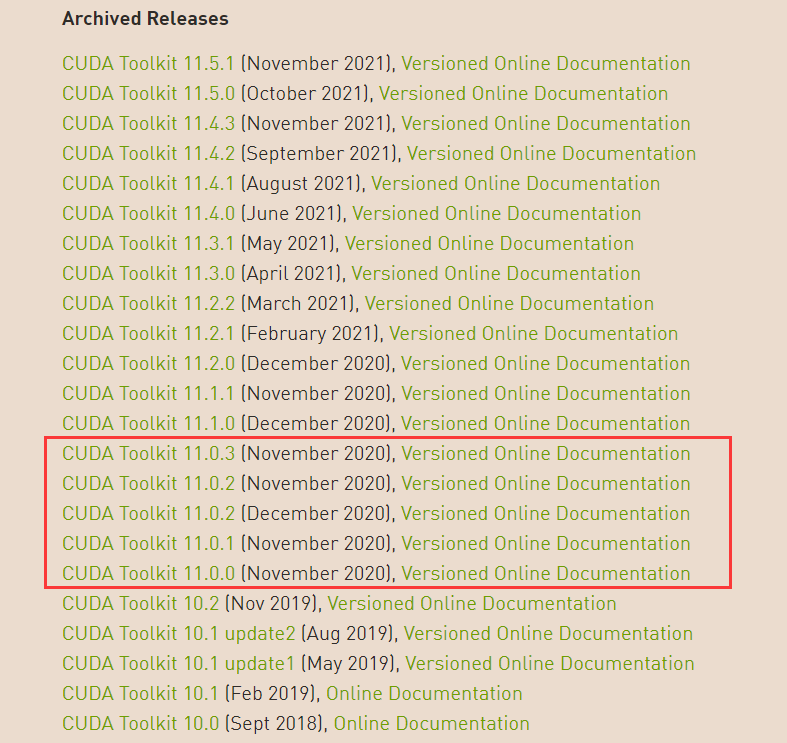 Archived Releases
CUDA Toolkit 11.5.1 (November 2021), Versioned Online Documentation
CUDA Toolkit 11.5.0 (October 2021), Versioned Online Documentation
CUDA Toolkit 11.4.3 (November 2021), Versioned Online Documentation
CUDA Toolkit 11.4.2 (September 2021), Versioned Online Documentation
CUDA Toolkit 11.4.1 (August 2021), Versioned Online Documentation
CUDA Toolkit 11.4.0 (June 2021), Versioned Online Documentation
CUDA Toolkit 11.3.1 (May 2021), Versioned Online Documentation
CUDA Toolkit 11.3.0 (April 2021), Versioned Online Documentation
CUDA Toolkit 11.2.2 (March 2021), Versioned Online Documentation
CUDA Toolkit 11.2.1 (February 2021), Versioned Online Documentation
CUDA Toolkit 11.2.0 (December 2020), Versioned Online Documentation
CUDA Toolkit 11.1.1 (November 2020), Versioned Online Documentation
CUDA Toolkit 11.1.0 (December 2020), Versioned Online Documentation
CUDA Toolkit 11.0.3 (November 2020), Versioned Online Documentation
CUDA Toolkit 11.0.2 (November 2020), Versioned Online Documentation
CUDA Toolkit 11.0.2 (December 2020), Versioned Online Documentation
CUDA Toolkit 11.0.1 (November 2020), Versioned Online Documentation
CUDA Toolkit 11.0.0 (November 2020), Versioned Online Documentation
CUDA Toolkit 10.2 (Nov 2019), Versioned Online Documentation
CUDA Toolkit 10.1 update2 (Aug 2019), Versioned Online Documentation
CUDA Toolkit 10.1 update1 (May 2019), Versioned Online Documentation
CUDA Toolkit 10.1 (Feb 2019), Online Documentation
CUDA Toolkit 10.0 (Sept 2018), Online Documentation